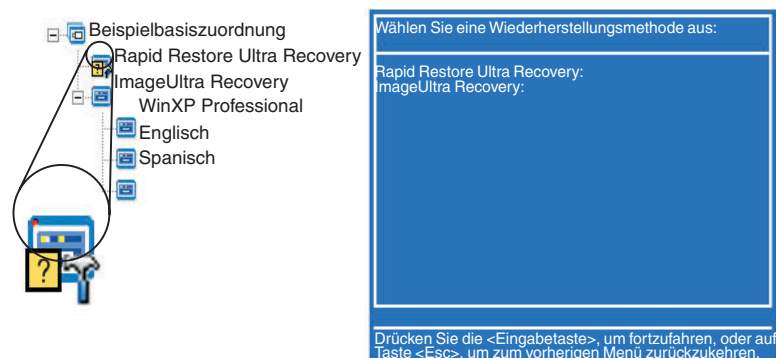 Beispielbasiszuordnung
Rapid Restore Ultra Recovery
ImageUltra Recovery
WinXP Professional
Englisch
Spanisch
?
Wählen Sie eine Wiederherstellungsmethode aus:
Rapid Restore Ultra Recovery:
ImageUltra Recovery:
Drücken Sie die <Eingabetaste>, um fortzufahren, oder auf
Taste <Esc>, um zum vorherigen Menü zurückzukehren.